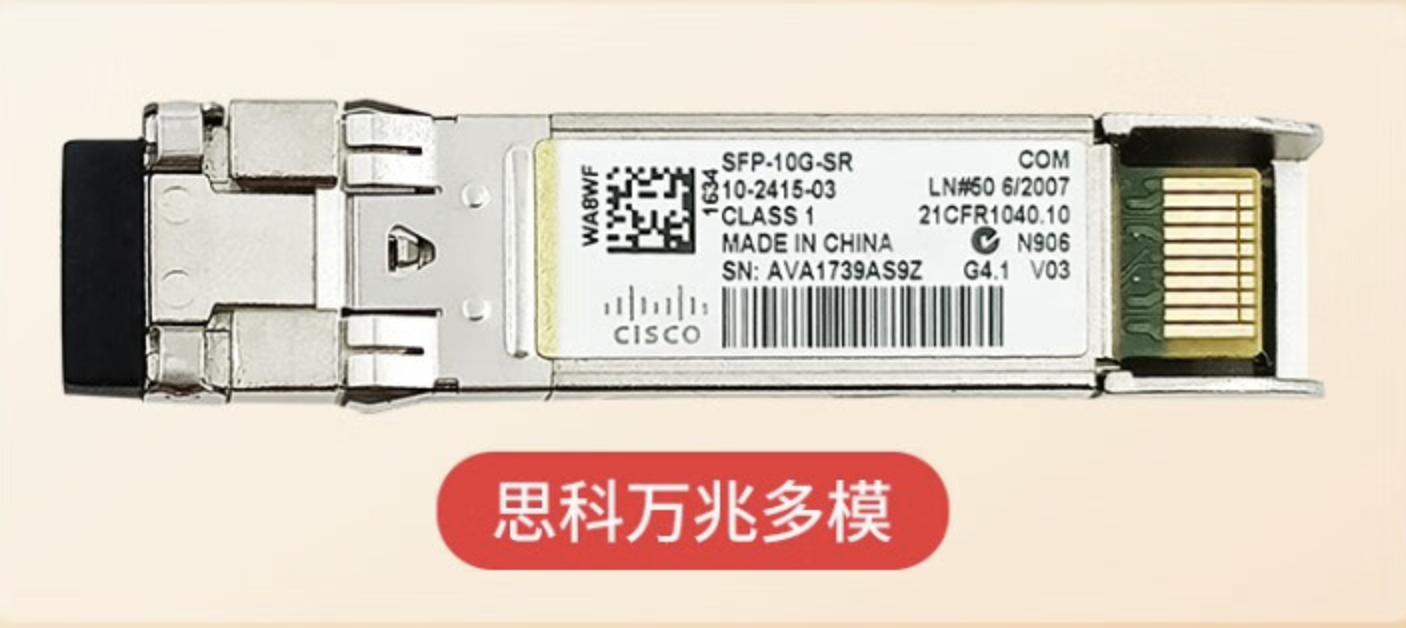 WA8WF
1634
SFP-10G-SR COM
10-2415-03 LN#50 6/2007
CLASS 1 21CFR1040.10
MADE IN CHINA N906
SN: AVA1739AS9Z G4.1 V03
CISCO
思科万兆多模